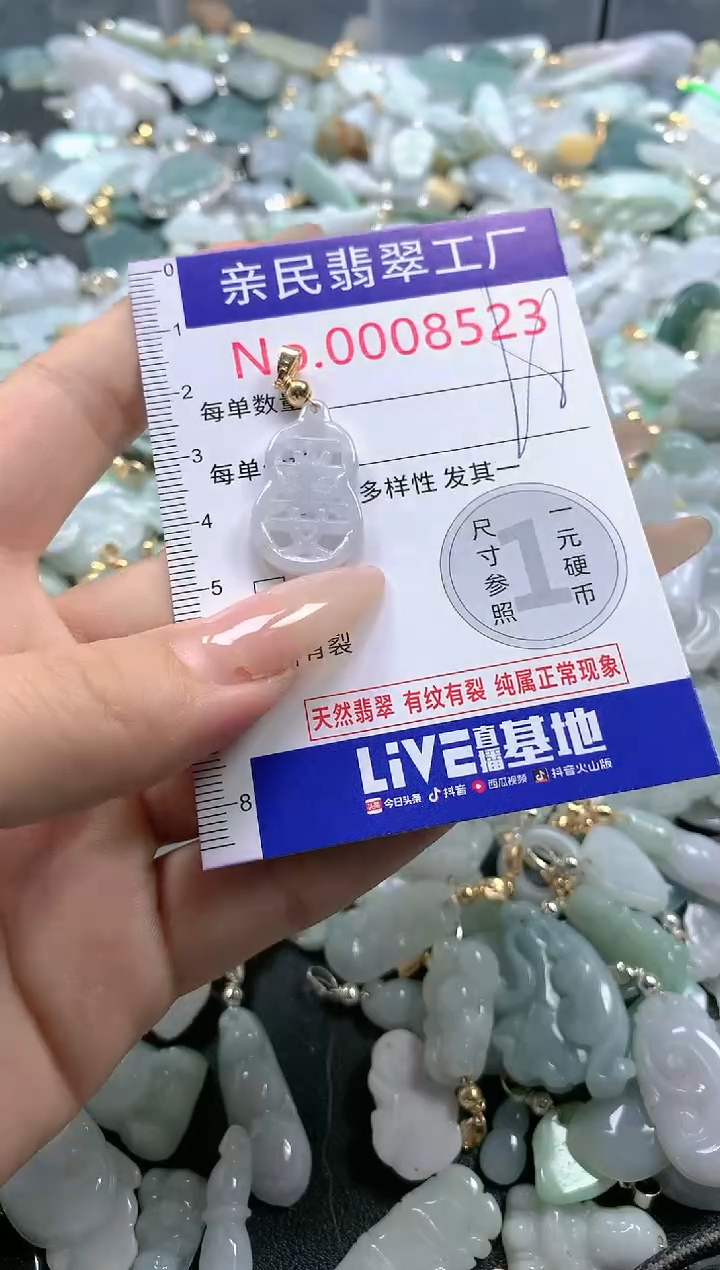 亲民翡翠工厂
No.0008523
每单数量
每单
多样性 发其一
尺寸参照
1
一元硬币
有裂
天然翡翠 有纹有裂 纯属正常现象
LiVE直播基地
头条 今日头条 抖音 西瓜视频 抖音火山版
0
1
2
3
4
5
8